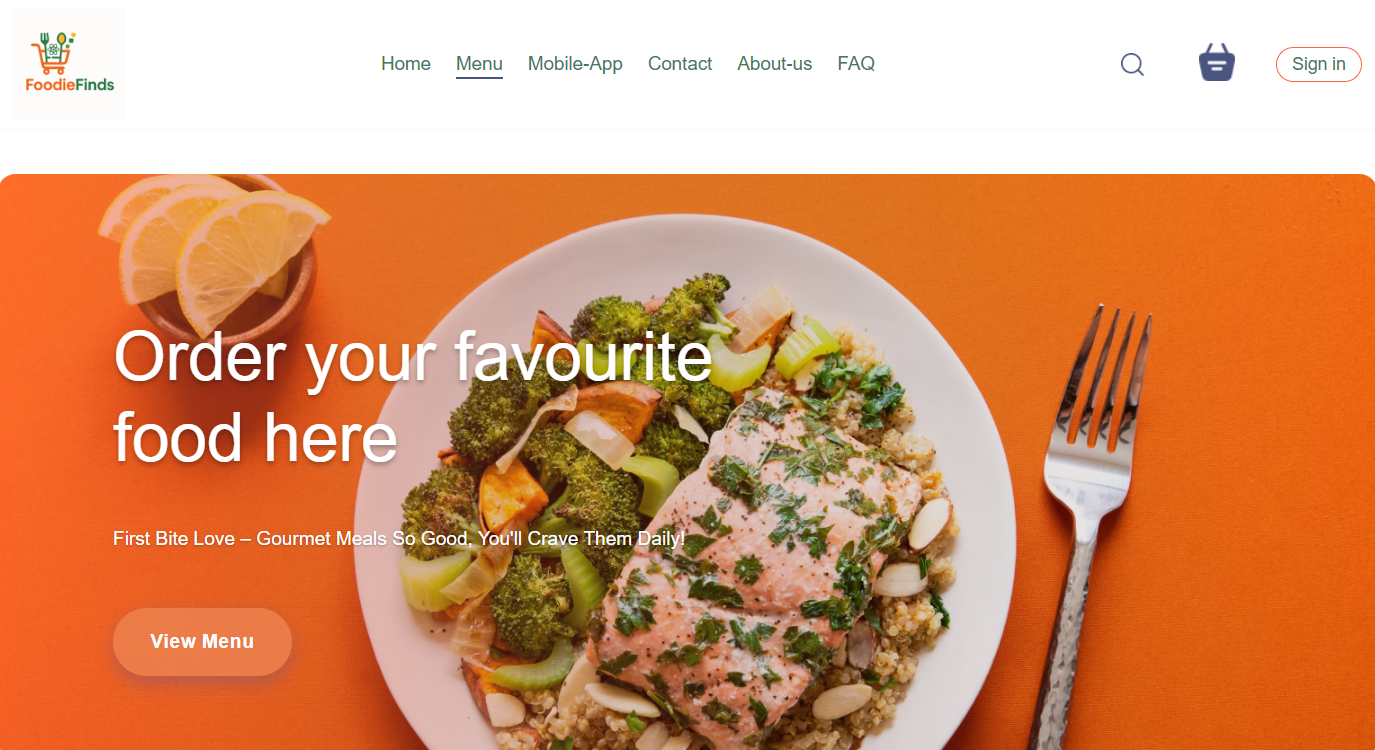 FoodieFinds
Home Menu Mobile-App Contact About-us FAQ
Sign in
Order your favourite
food here
First Bite Love – Gourmet Meals So Good, You'll Crave Them Daily!
View Menu